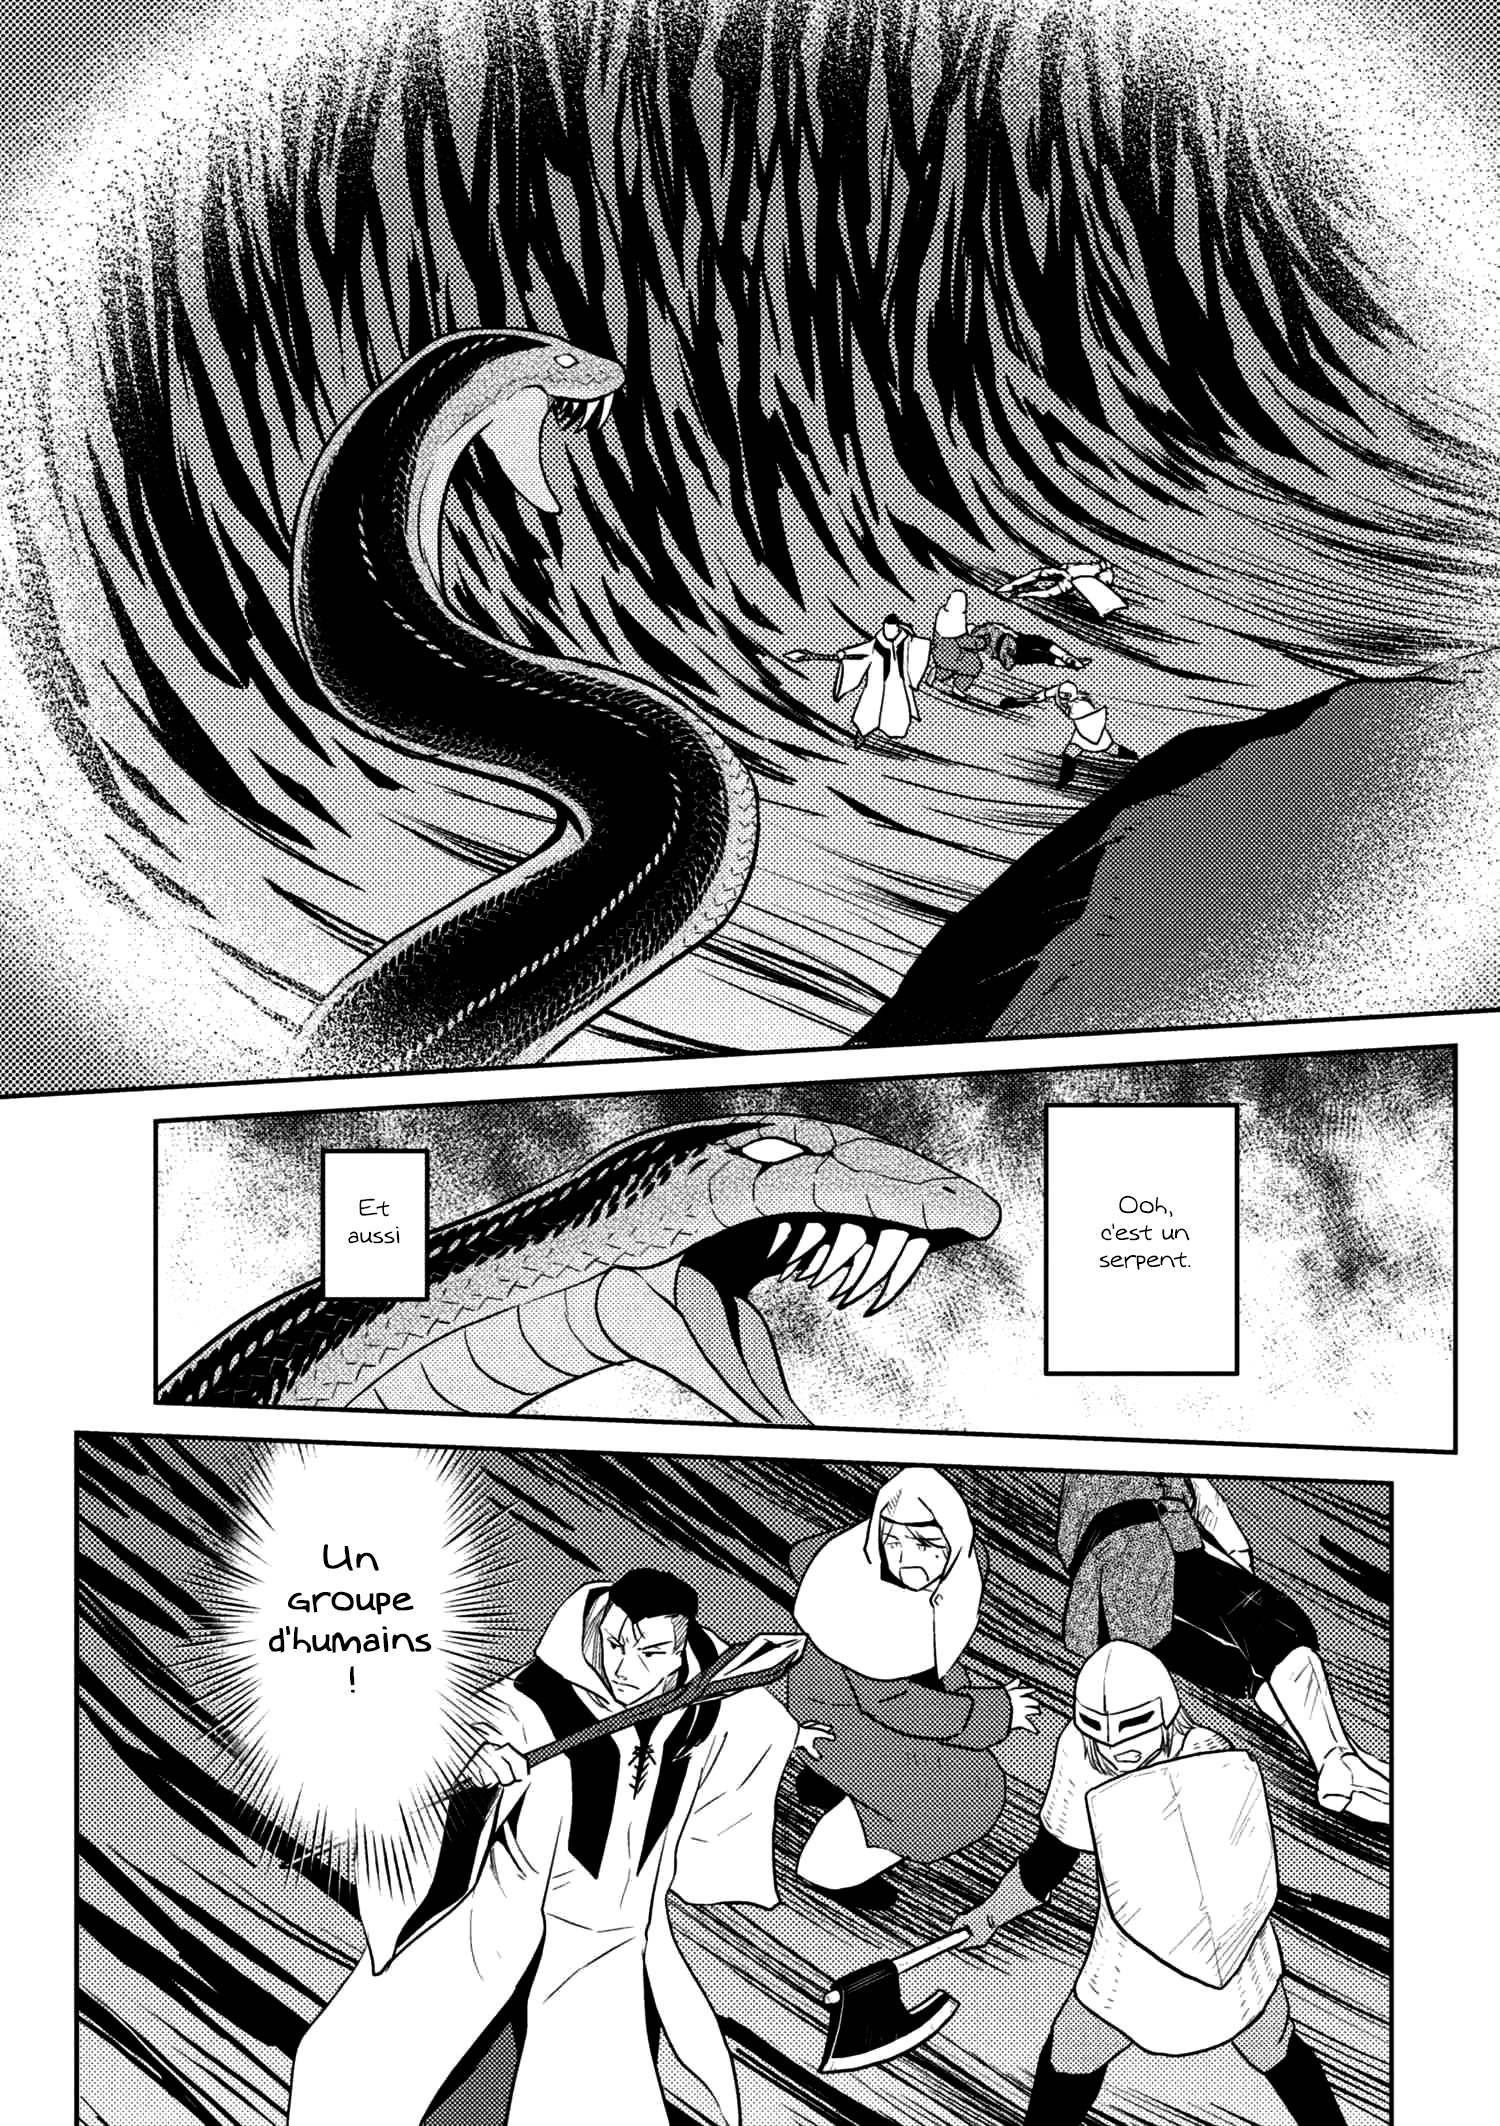 Ooh,
c'est un
serpent.
Et
aussi
Un
groupe
d'humains
!